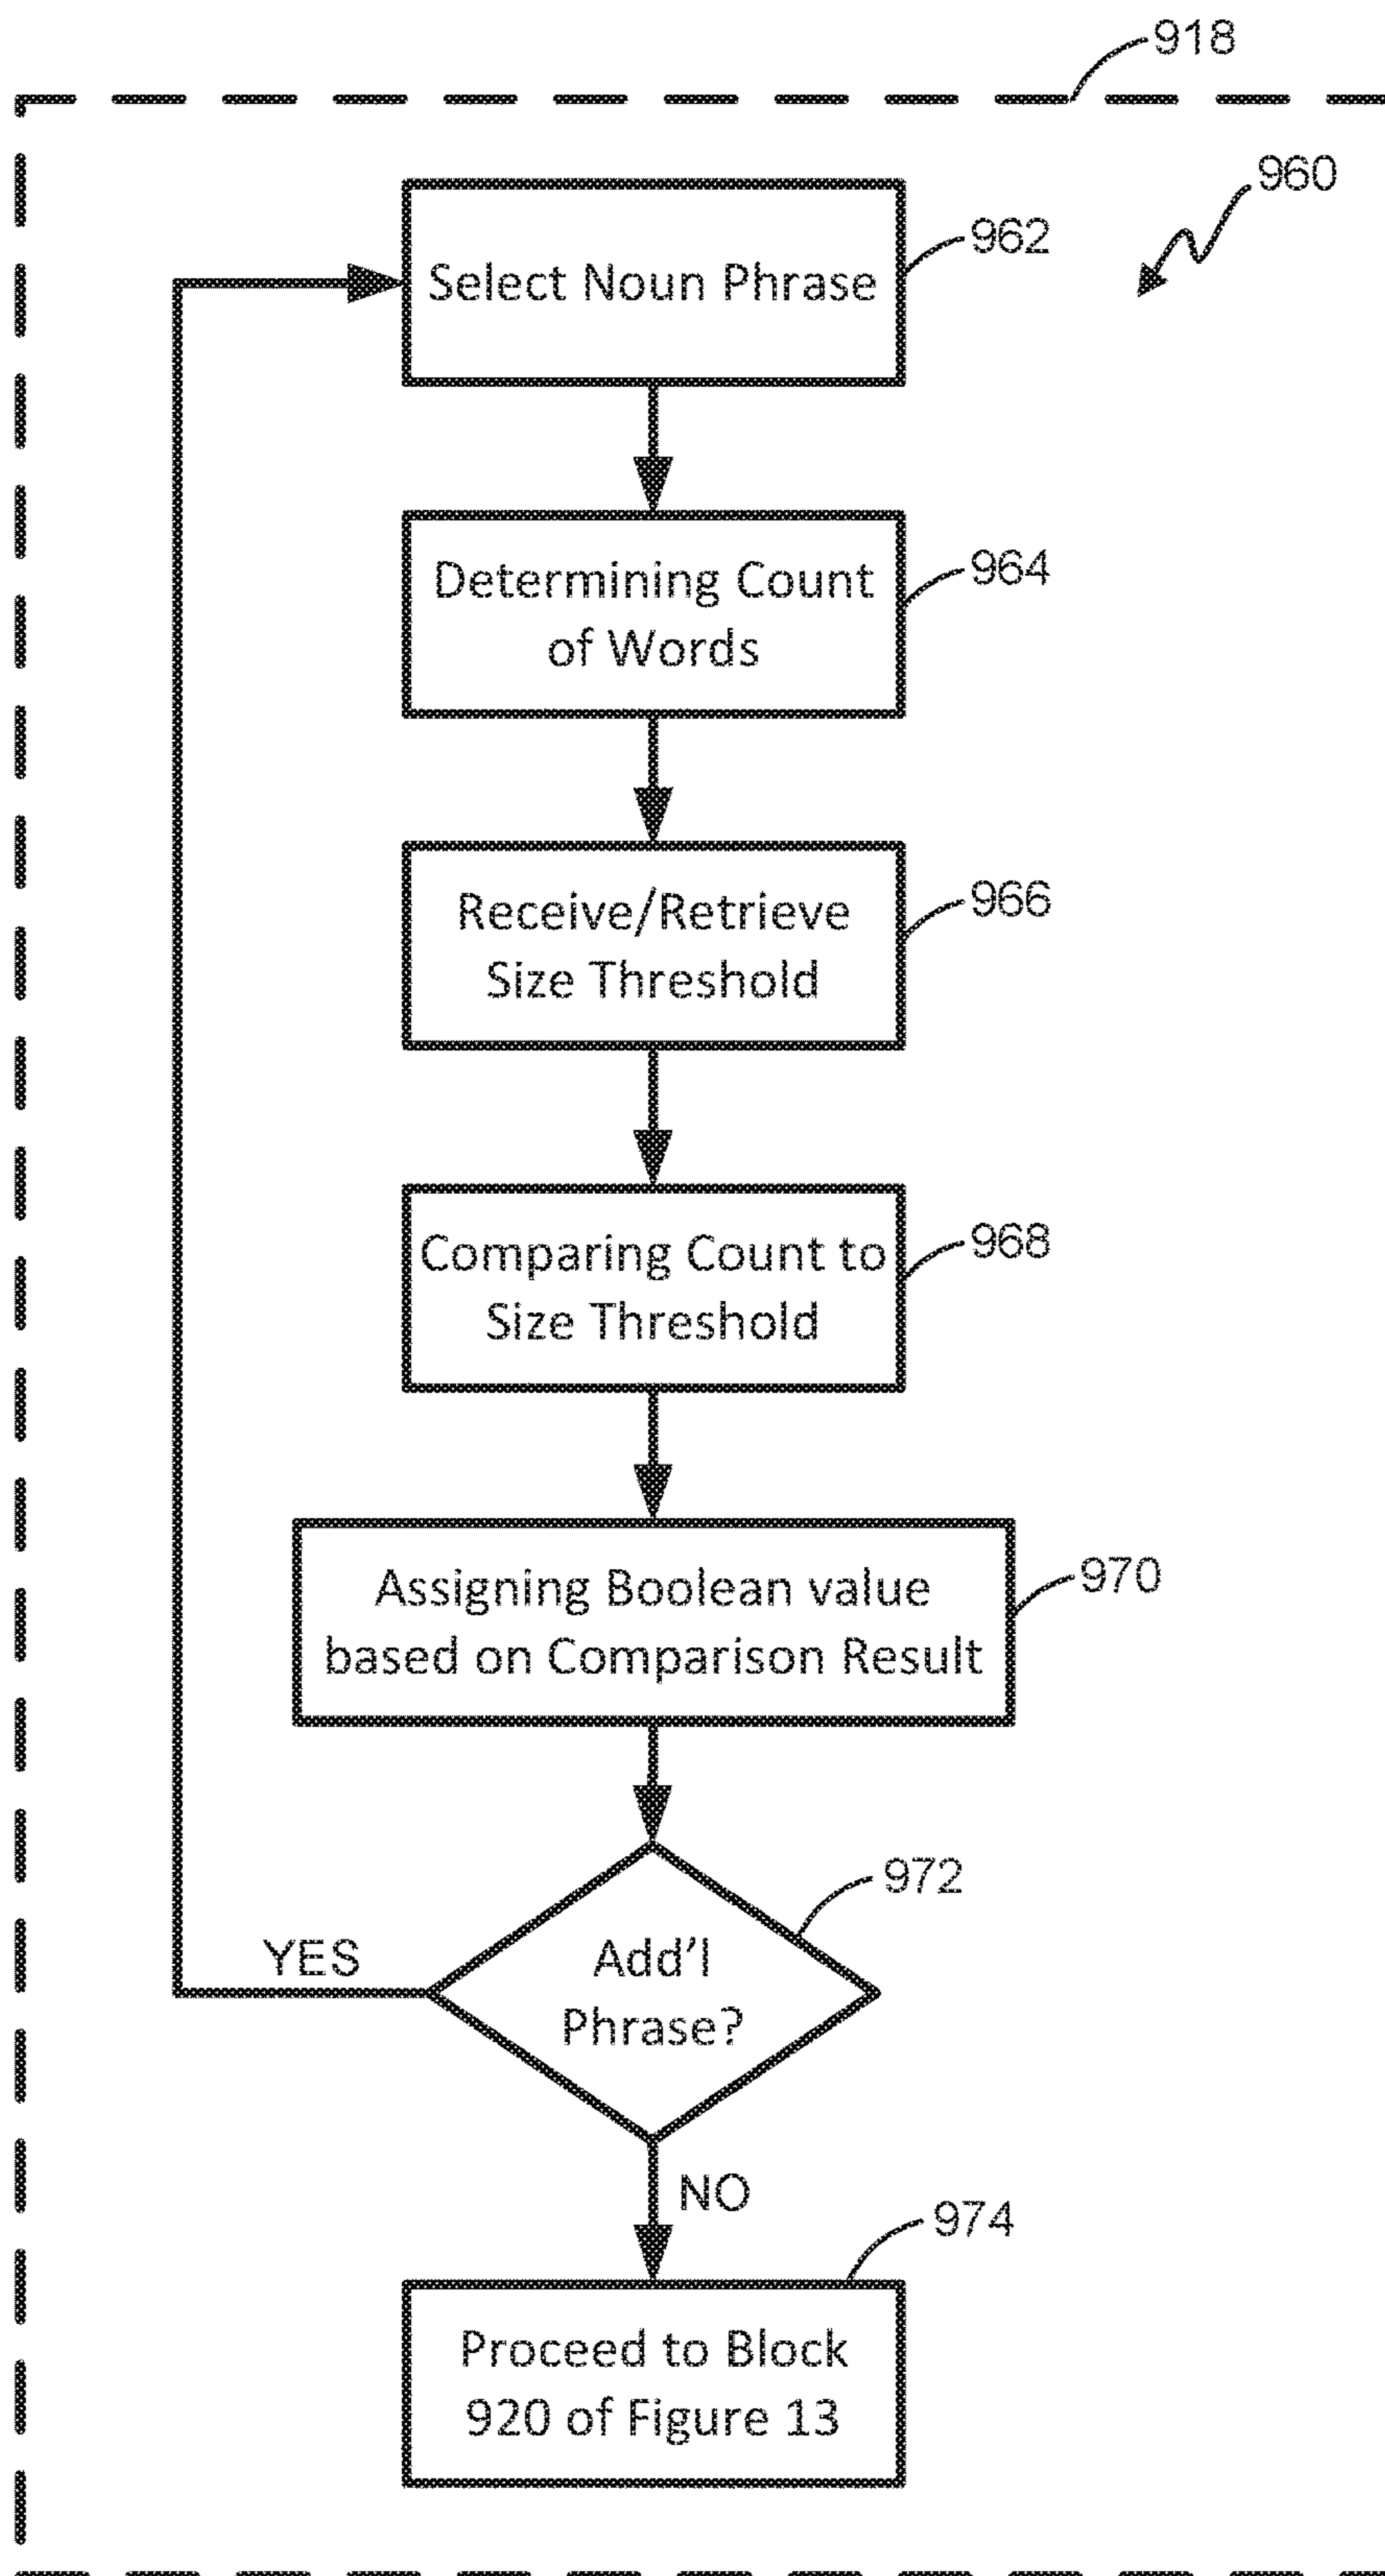 918
960
962
Select Noun Phrase
964
Determining Count
of Words
966
Receive/Retrieve
Size Threshold
968
Comparing Count to
Size Threshold
970
Assigning Boolean value
based on Comparison Result
972
YES
Add'l
Phrase?
NO
974
Proceed to Block
920 of Figure 13